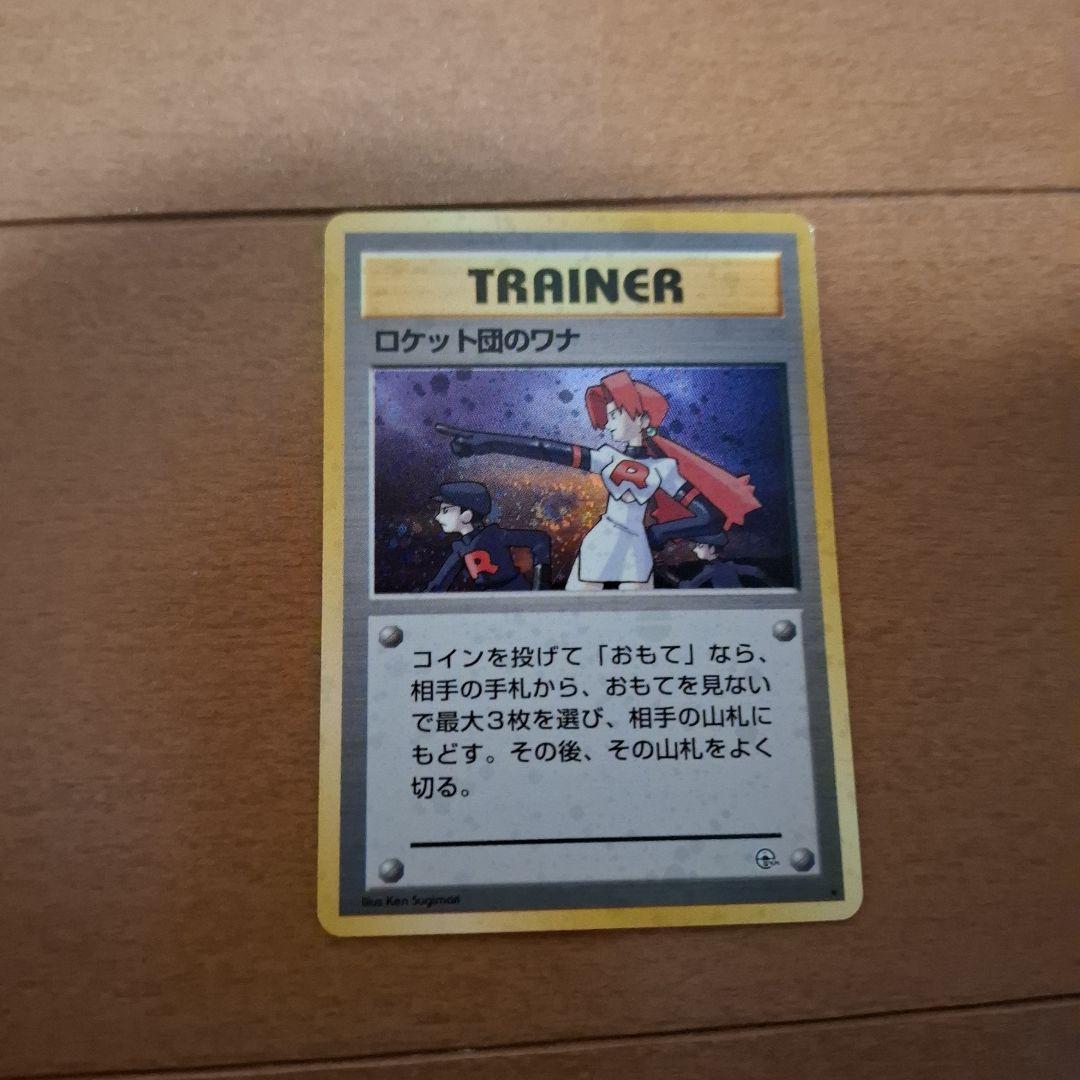 TRAINER
ロケット団のワナ
R
R
コインを投げて「おもて」なら、
相手の手札から、おもてを見ない
で最大3枚を選び、相手の山札に
もどす。その後、その山札をよく
切る。
Illus Ken Sugimori